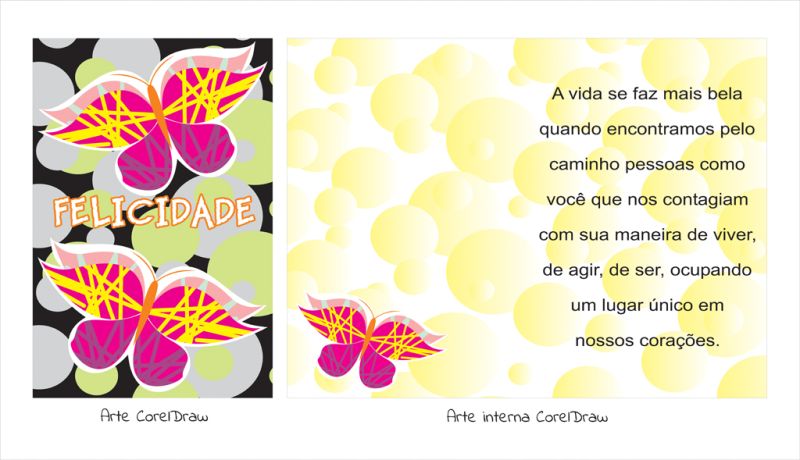 FELICIDADE
A vida se faz mais bela
quando encontramos pelo
caminho pessoas como
você que nos contagiam
com sua maneira de viver,
de agir, de ser, ocupando
um lugar único em
nossos corações.
Arte CorelDraw
Arte interna CorelDraw